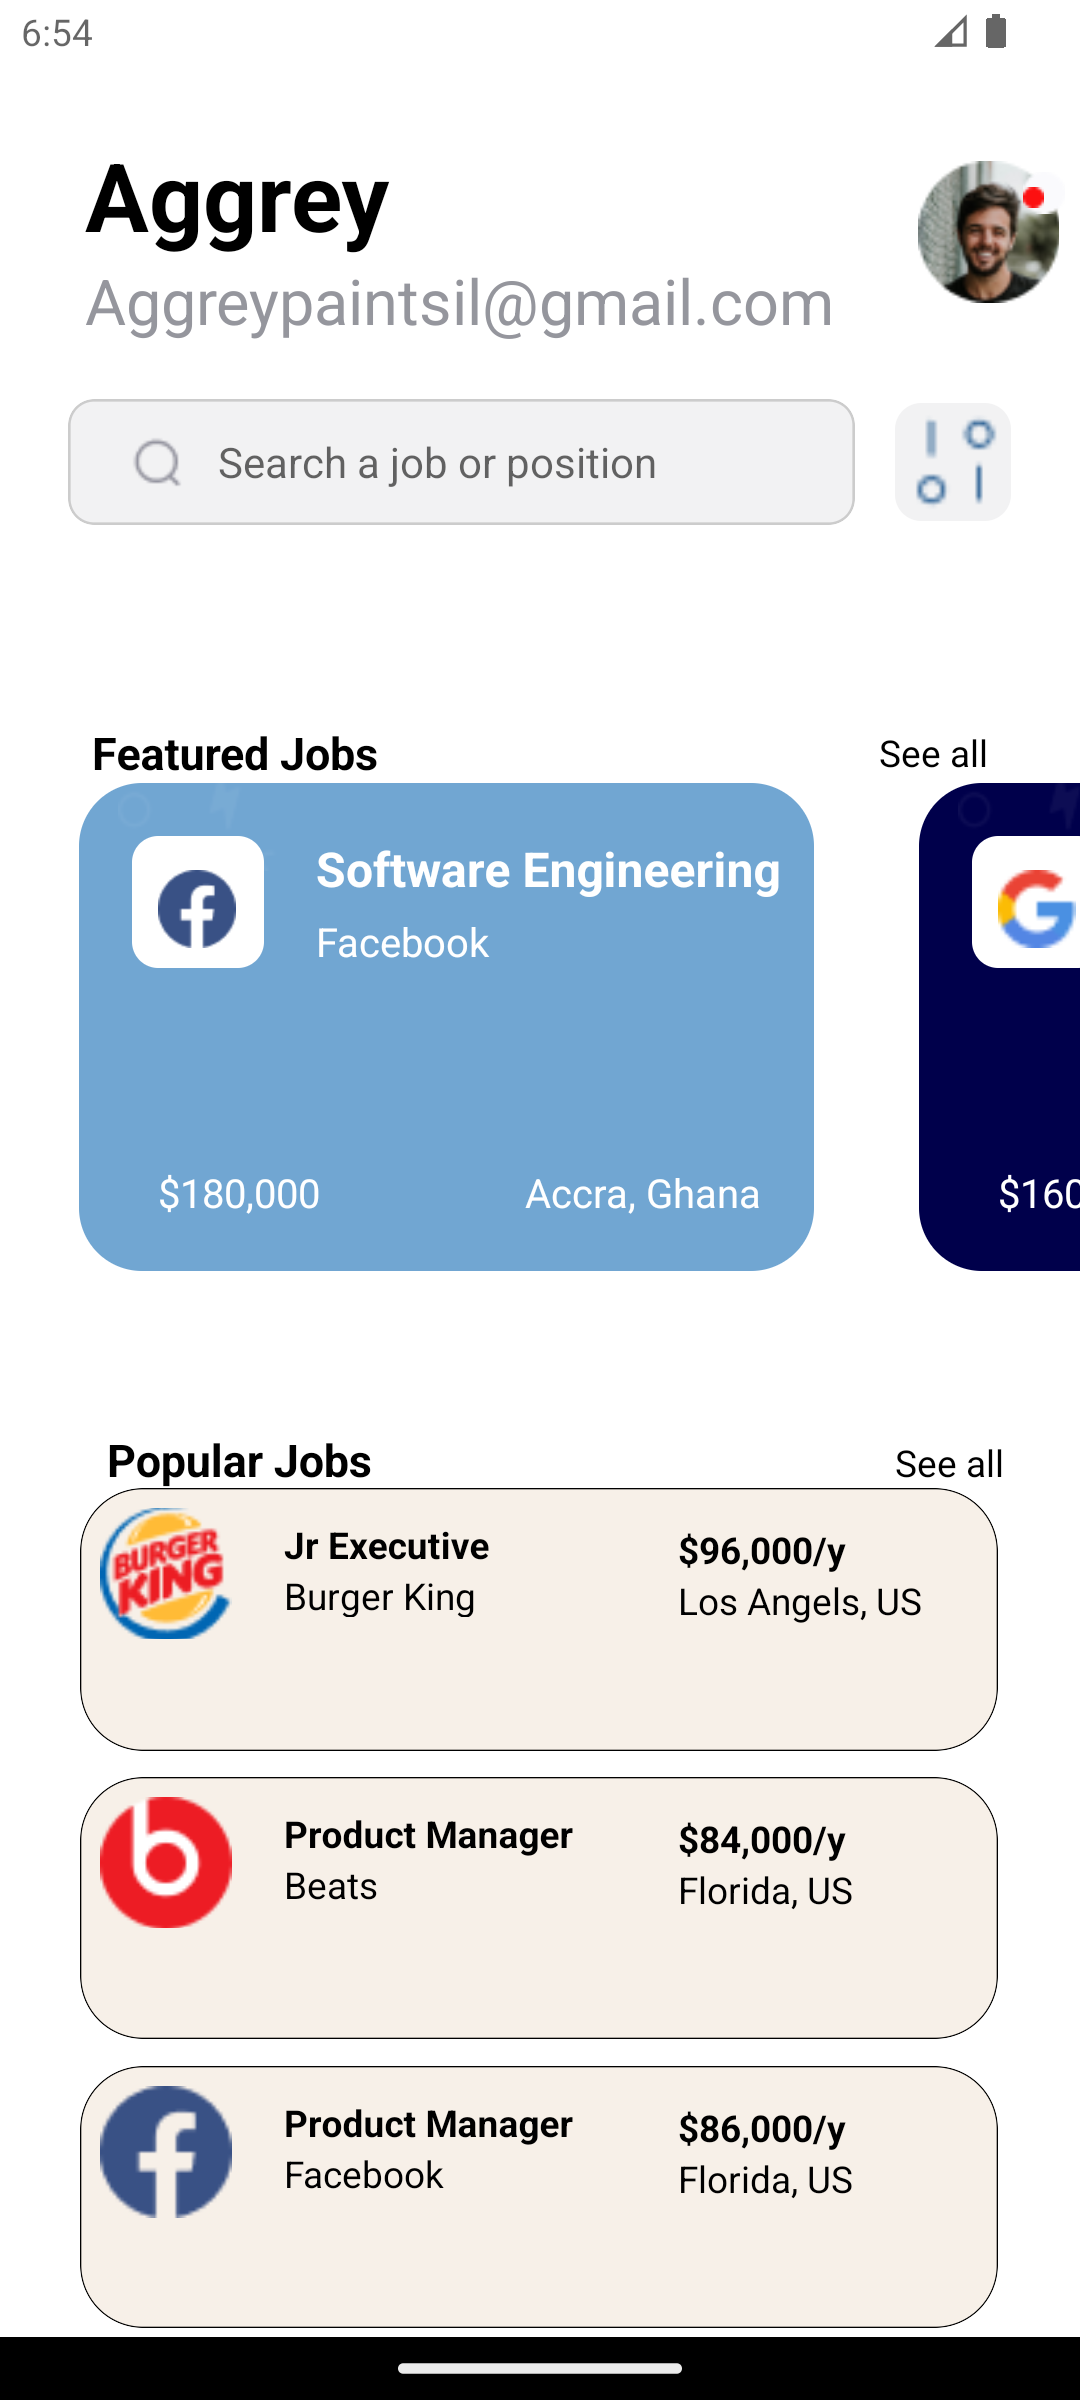 6:54
Aggrey
Aggreypaintsil@gmail.com
Search a job or position
Featured Jobs
See all
Software Engineering
Facebook
$180,000
Accra, Ghana
$160
Popular Jobs
See all
BURGER
KING
Jr Executive
$96,000/y
Burger King
Los Angels, US
Product Manager
$84,000/y
Beats
Florida, US
Product Manager
$86,000/y
Facebook
Florida, US